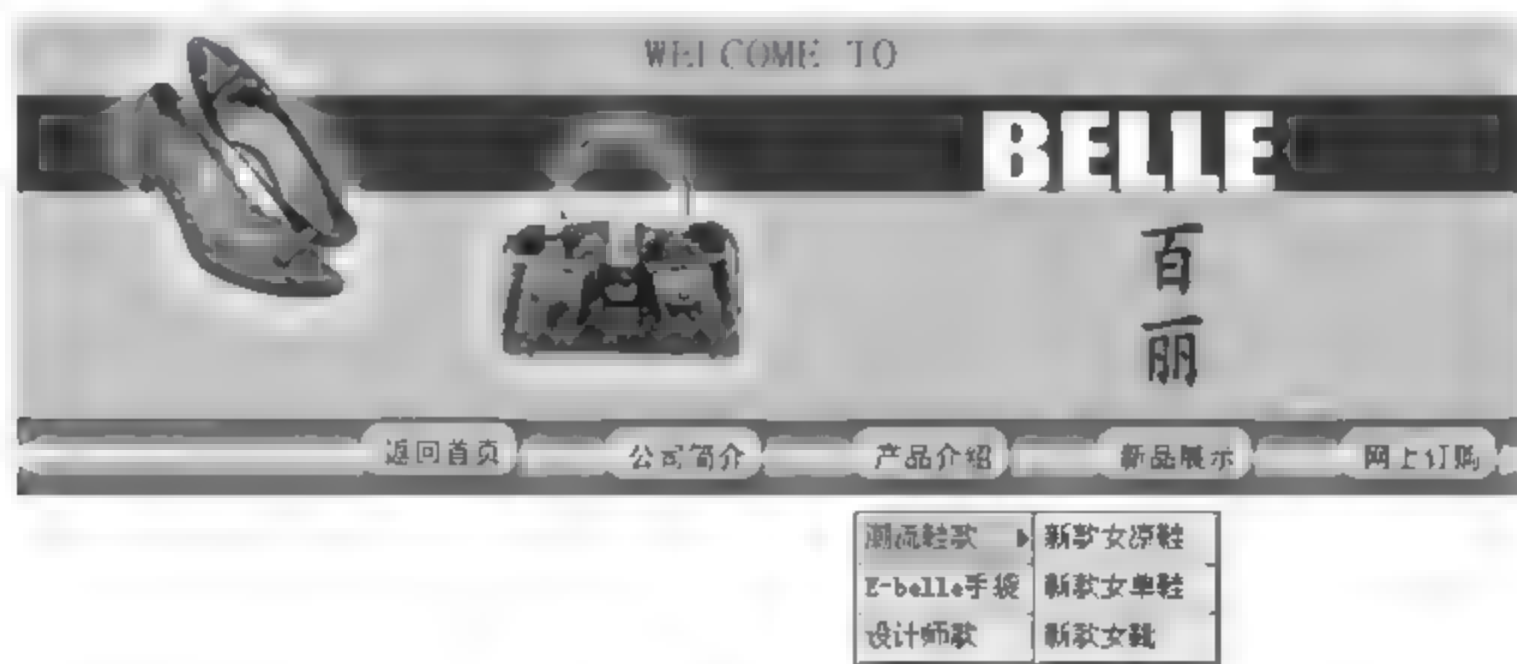 WELCOME TO
BELLE
百
丽
返回首页 公司简介 产品介绍 新品展示 网上订购
潮流鞋款 新款女凉鞋
E-belle手袋 新款女单鞋
设计师款 新款女靴